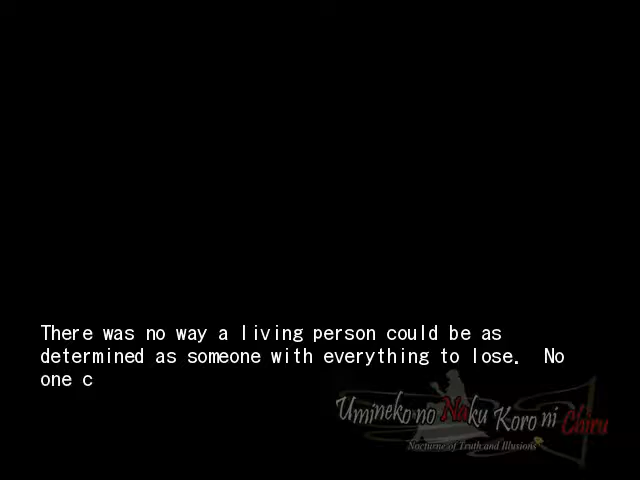 There was no way a living person could be as
determined as someone with everything to lose.  No
one c
Umineko no Naku Koro ni Chiru
Nocturne of Truth and Illusions